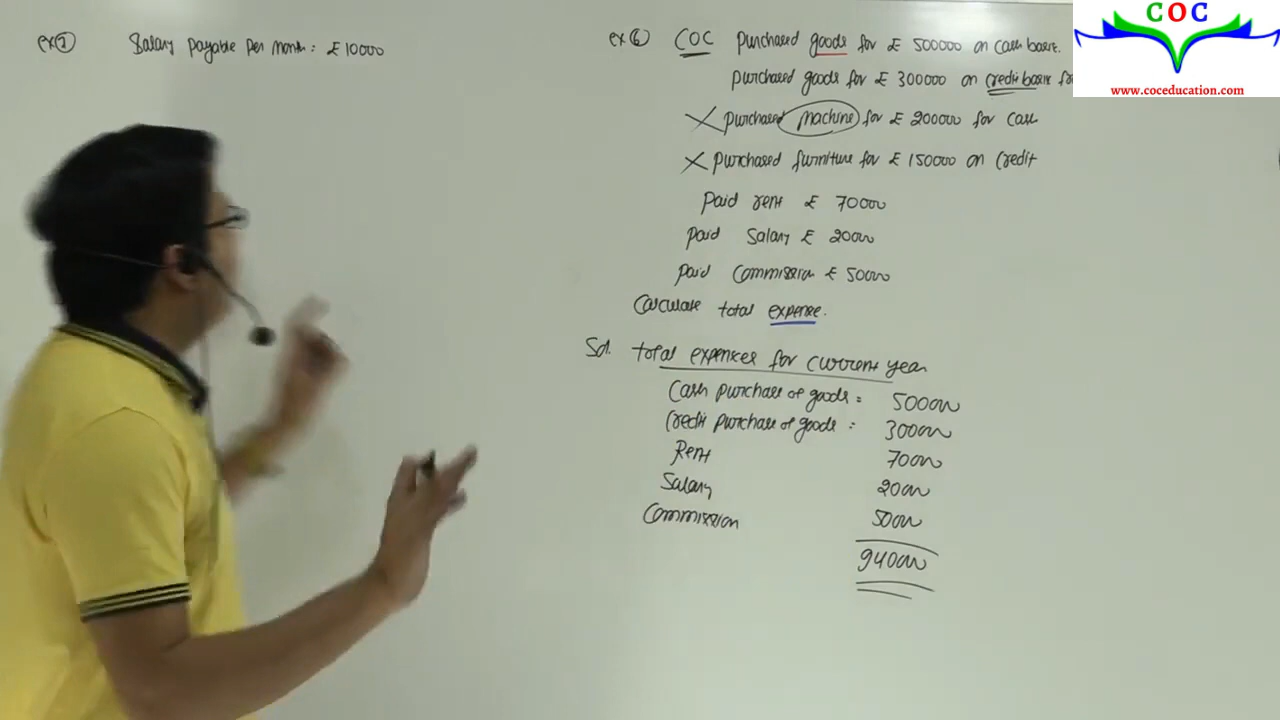 ex ⑦ Salary payable per month : £ 10000
ex ⑥ COC purchased goods for £ 500000 on cash basis.
purchased goods for £ 300000 on credit basis
X purchased machine for £ 200000 for cash
X purchased furniture for £ 150000 on credit
paid rent £ 70000
paid salary £ 20000
paid commission £ 50000
Calculate total expense.
Sol. total expenses for current year
Cash purchase of goods = 500000
Credit purchase of goods = 300000
Rent 70000
Salary 20000
Commission 50000
940000
COC
www.coceducation.com